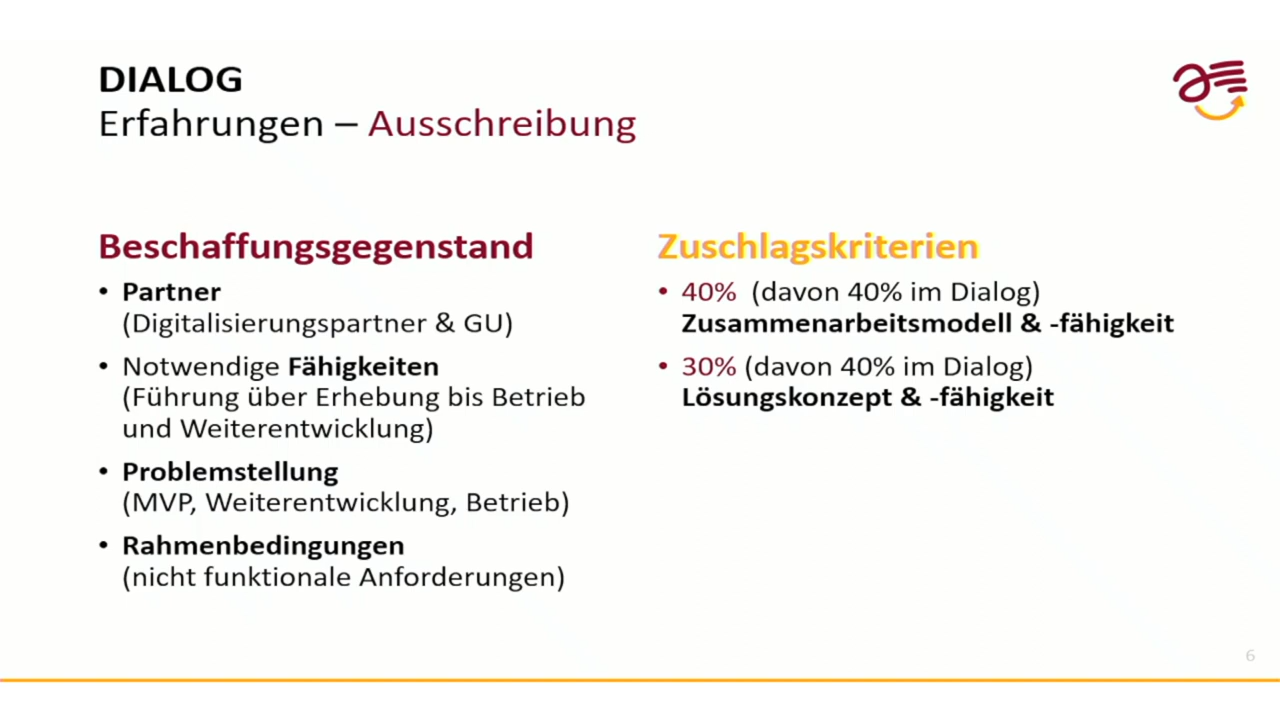 DIALOG
Erfahrungen – Ausschreibung
Beschaffungsgegenstand
• Partner
(Digitalisierungspartner & GU)
• Notwendige Fähigkeiten
(Führung über Erhebung bis Betrieb
und Weiterentwicklung)
• Problemstellung
(MVP, Weiterentwicklung, Betrieb)
• Rahmenbedingungen
(nicht funktionale Anforderungen)
Zuschlagskriterien
• 40% (davon 40% im Dialog)
Zusammenarbeitsmodell & -fähigkeit
• 30% (davon 40% im Dialog)
Lösungskonzept & -fähigkeit
6